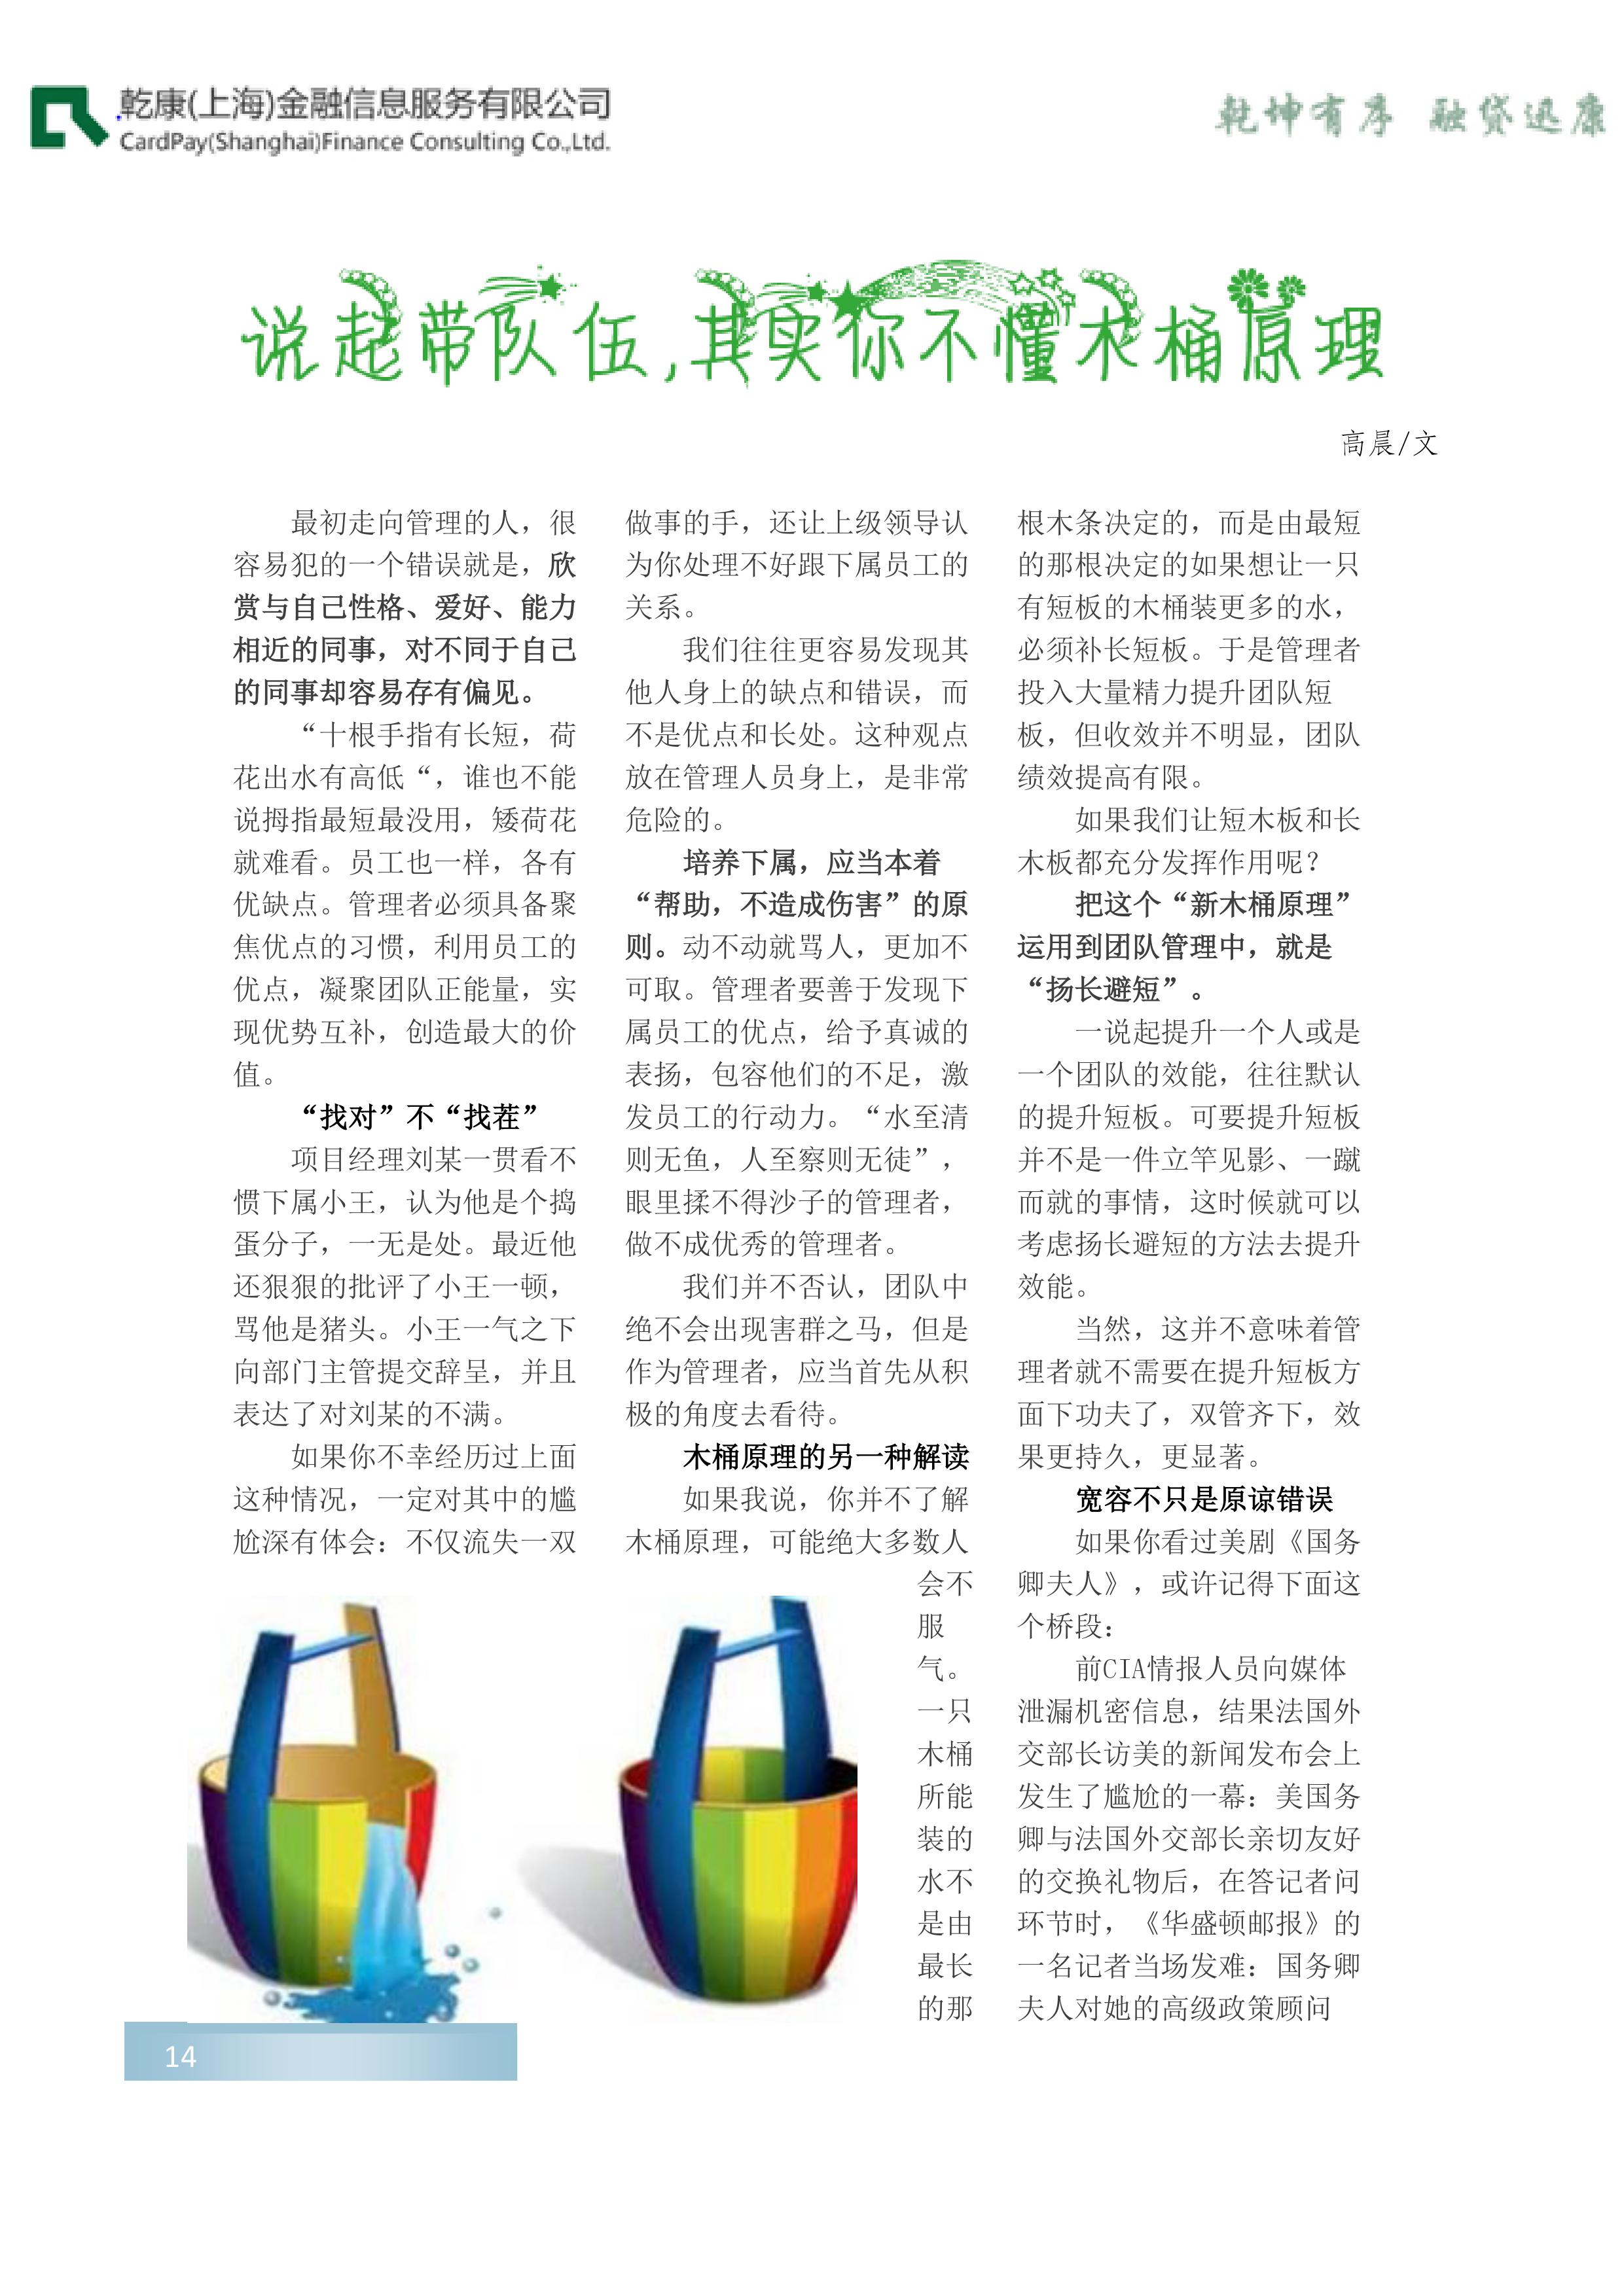 乾康(上海)金融信息服务有限公司
CardPay(Shanghai)Finance Consulting Co.,Ltd.
乾坤有序 融贷迅康
说起带队伍,其实你不懂木桶原理
高晨/文
最初走向管理的人，很
容易犯的一个错误就是，欣
赏与自己性格、爱好、能力
相近的同事，对不同于自己
的同事却容易存有偏见。
“十根手指有长短，荷
花出水有高低“，谁也不能
说拇指最短最没用，矮荷花
就难看。员工也一样，各有
优缺点。管理者必须具备聚
焦优点的习惯，利用员工的
优点，凝聚团队正能量，实
现优势互补，创造最大的价
值。
“找对”不“找茬”
项目经理刘某一贯看不
惯下属小王，认为他是个捣
蛋分子，一无是处。最近他
还狠狠的批评了小王一顿，
骂他是猪头。小王一气之下
向部门主管提交辞呈，并且
表达了对刘某的不满。
如果你不幸经历过上面
这种情况，一定对其中的尴
尬深有体会：不仅流失一双
做事的手，还让上级领导认
为你处理不好跟下属员工的
关系。
我们往往更容易发现其
他人身上的缺点和错误，而
不是优点和长处。这种观点
放在管理人员身上，是非常
危险的。
培养下属，应当本着
“帮助，不造成伤害”的原
则。动不动就骂人，更加不
可取。管理者要善于发现下
属员工的优点，给予真诚的
表扬，包容他们的不足，激
发员工的行动力。“水至清
则无鱼，人至察则无徒”，
眼里揉不得沙子的管理者，
做不成优秀的管理者。
我们并不否认，团队中
绝不会出现害群之马，但是
作为管理者，应当首先从积
极的角度去看待。
木桶原理的另一种解读
如果我说，你并不了解
木桶原理，可能绝大多数人
会不
服
气。
一只
木桶
所能
装的
水不
是由
最长
的那
根木条决定的，而是由最短
的那根决定的如果想让一只
有短板的木桶装更多的水，
必须补长短板。于是管理者
投入大量精力提升团队短
板，但收效并不明显，团队
绩效提高有限。
如果我们让短木板和长
木板都充分发挥作用呢？
把这个“新木桶原理”
运用到团队管理中，就是
“扬长避短”。
一说起提升一个人或是
一个团队的效能，往往默认
的提升短板。可要提升短板
并不是一件立竿见影、一蹴
而就的事情，这时候就可以
考虑扬长避短的方法去提升
效能。
当然，这并不意味着管
理者就不需要在提升短板方
面下功夫了，双管齐下，效
果更持久，更显著。
宽容不只是原谅错误
如果你看过美剧《国务
卿夫人》，或许记得下面这
个桥段：
前CIA情报人员向媒体
泄漏机密信息，结果法国外
交部长访美的新闻发布会上
发生了尴尬的一幕：美国务
卿与法国外交部长亲切友好
的交换礼物后，在答记者问
环节时，《华盛顿邮报》的
一名记者当场发难：国务卿
夫人对她的高级政策顾问
14